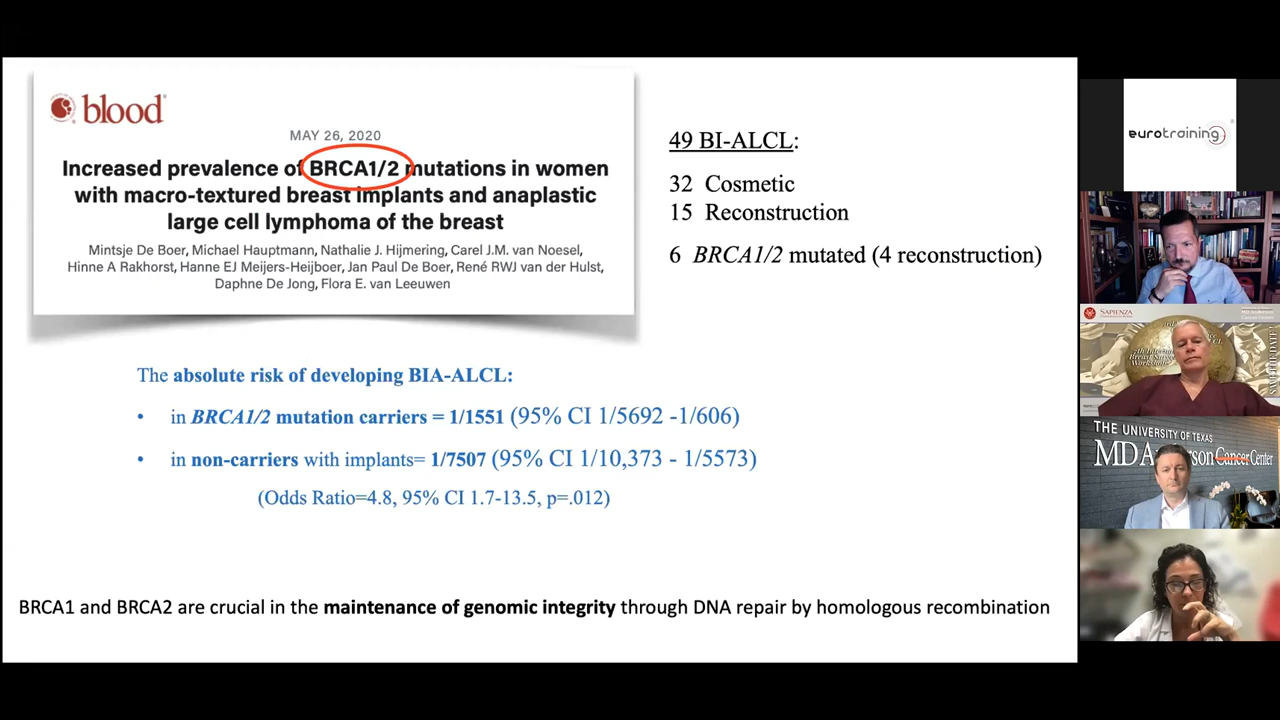 blood
MAY 26, 2020
Increased prevalence of BRCA1/2 mutations in women
with macro-textured breast implants and anaplastic
large cell lymphoma of the breast
Mintsje De Boer, Michael Hauptmann, Nathalie J. Hijmering, Carel J.M. van Noesel,
Hinne A Rakhorst, Hanne EJ Meijers-Heijboer, Jan Paul De Boer, René RWJ van der Hulst,
Daphne De Jong, Flora E. van Leeuwen
49 BI-ALCL:
32 Cosmetic
15 Reconstruction
6 BRCA1/2 mutated (4 reconstruction)
The absolute risk of developing BIA-ALCL:
• in BRCA1/2 mutation carriers = 1/1551 (95% CI 1/5692 -1/606)
• in non-carriers with implants= 1/7507 (95% CI 1/10,373 - 1/5573)
(Odds Ratio=4.8, 95% CI 1.7-13.5, p=.012)
BRCA1 and BRCA2 are crucial in the maintenance of genomic integrity through DNA repair by homologous recombination
eurotraining
SAPIENZA
MD Anderson
THE UNIVERSITY OF TEXAS
MD Anderson Cancer Center